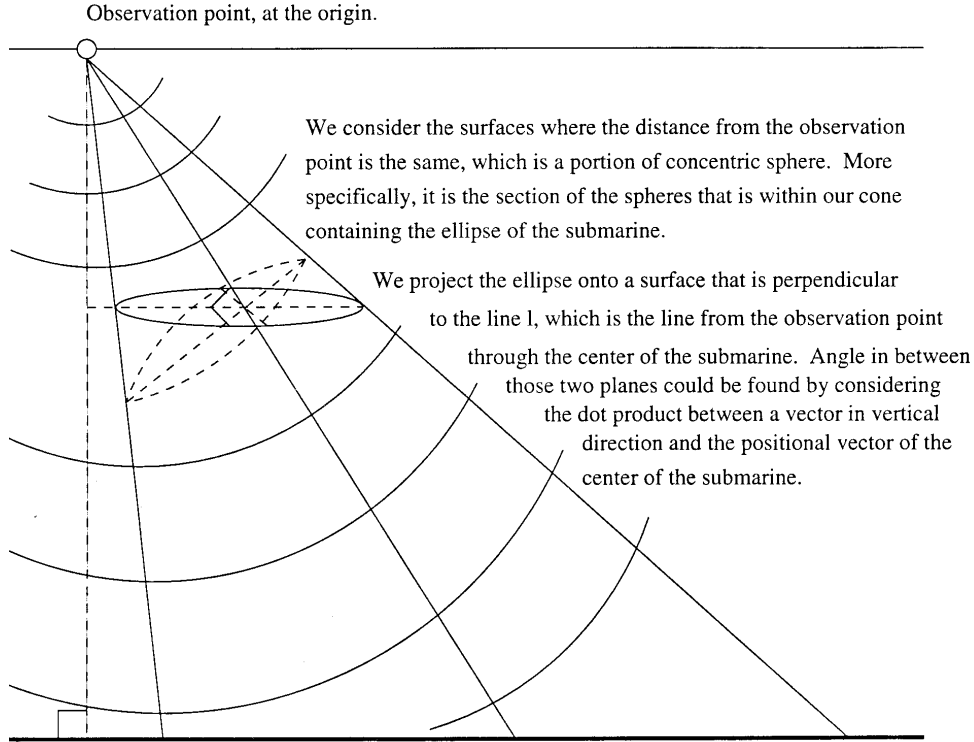 Observation point, at the origin.
We consider the surfaces where the distance from the observation
point is the same, which is a portion of concentric sphere. More
specifically, it is the section of the spheres that is within our cone
containing the ellipse of the submarine.
We project the ellipse onto a surface that is perpendicular
to the line l, which is the line from the observation point
through the center of the submarine. Angle in between
those two planes could be found by considering
the dot product between a vector in vertical
direction and the positional vector of the
center of the submarine.